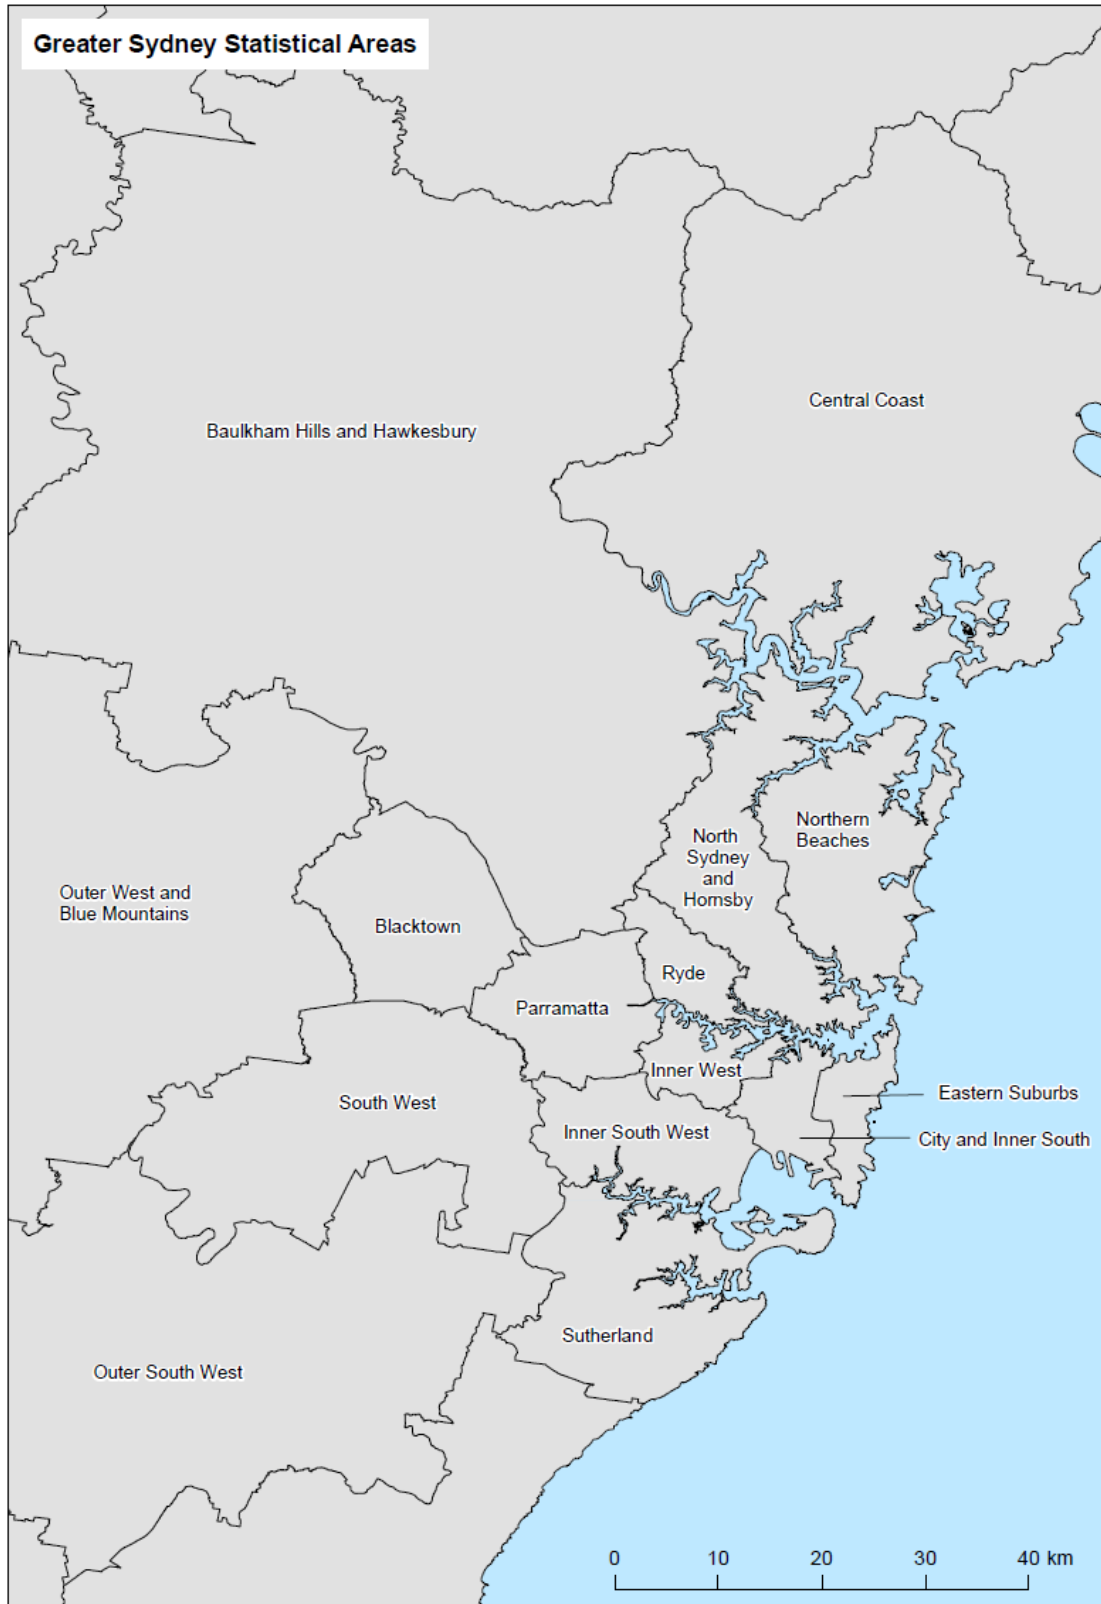 Greater Sydney Statistical Areas
Central Coast
Baulkham Hills and Hawkesbury
Northern
Beaches
North
Sydney
and
Hornsby
Outer West and
Blue Mountains
Blacktown
Ryde
Parramatta
Inner West
Eastern Suburbs
South West
Inner South West
City and Inner South
Sutherland
Outer South West
0 10 20 30 40 km